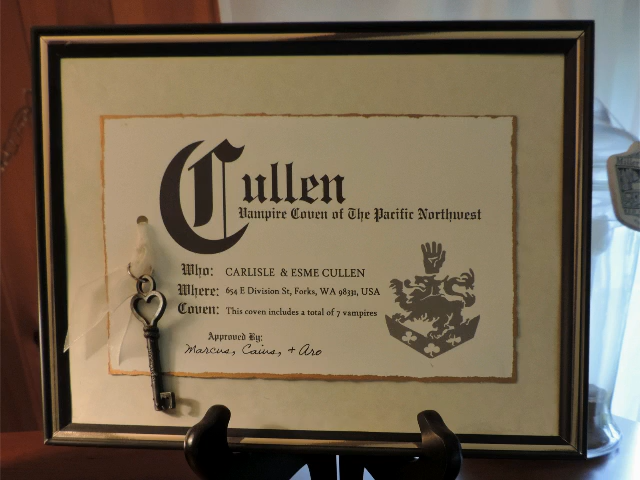 Cullen
Vampire Coven of The Pacific Northwest
Who: CARLISLE & ESME CULLEN
Where: 654 E Division St, Forks, WA 98331, USA
Coven: This coven includes a total of 7 vampires
Approved By:
Marcus, Caius, + Aro